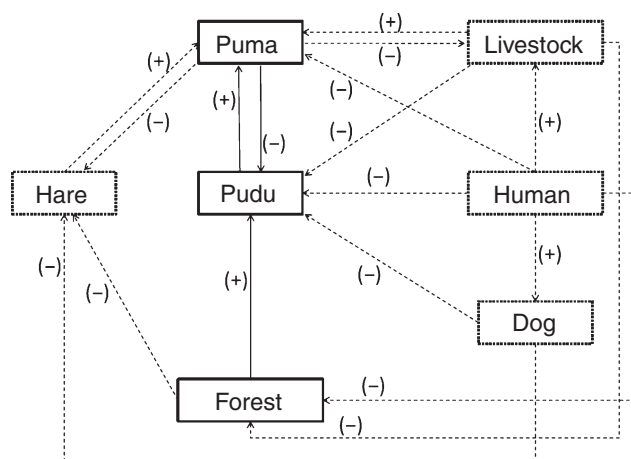 (+)
Puma
Livestock
(–)
(+)
(–)
(–)
(+)
(–)
(–)
(+)
Hare
Pudu
(–)
Human
(–)
(+)
(–)
(–)
(+)
Dog
(–)
Forest
(–)